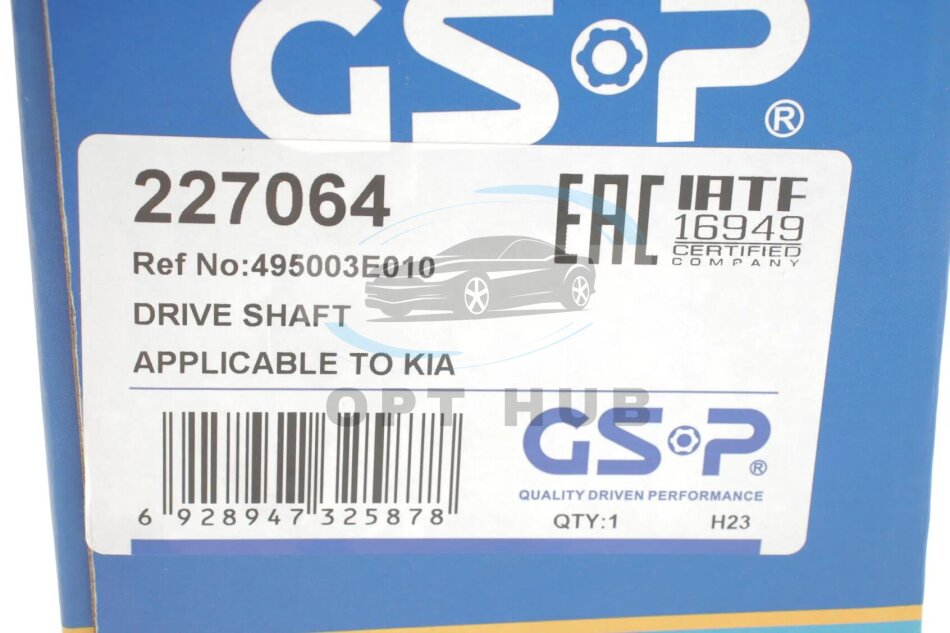 GSP®
227064
EAC
IATF
16949
CERTIFIED
COMPANY
Ref No:495003E010
DRIVE SHAFT
APPLICABLE TO KIA
OPT HUB
GSP®
QUALITY DRIVEN PERFORMANCE
6 928947 325878
QTY:1 H23